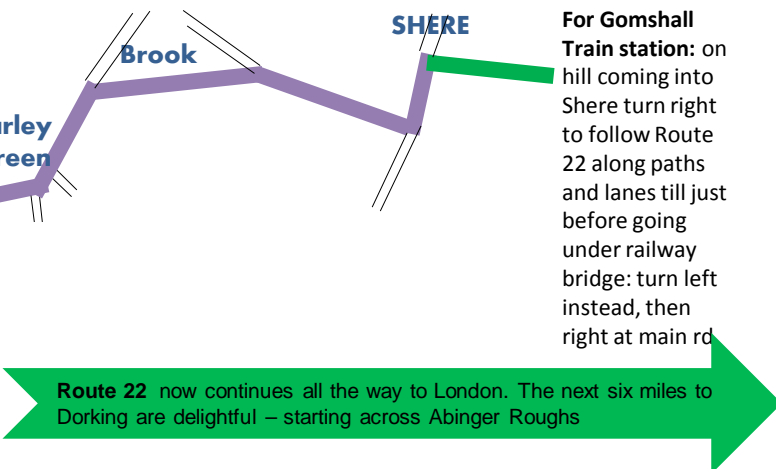 SHERE
Brook
For Gomshall
Train station: on
hill coming into
Shere turn right
to follow Route
22 along paths
and lanes till just
before going
under railway
bridge: turn left
instead, then
right at main rd
Route 22 now continues all the way to London. The next six miles to
Dorking are delightful – starting across Abinger Roughs